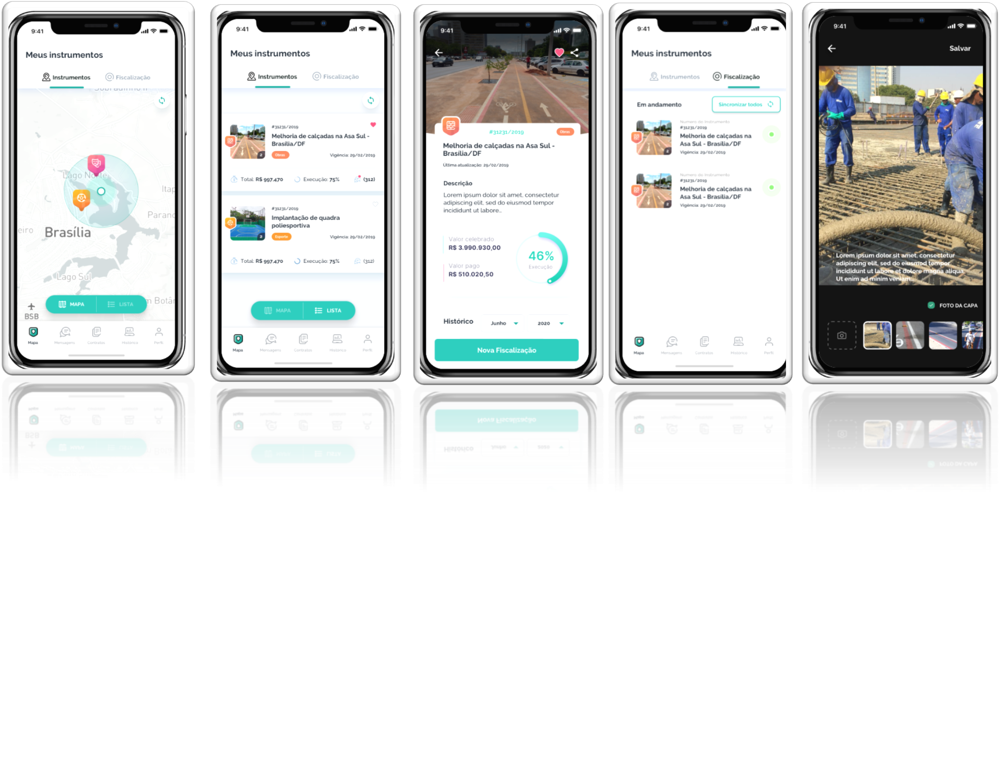 9:41
Meus instrumentos
Instrumentos
Fiscalização
Lago Norte
Itap
Parano
eiro
Brasília
Lago Sul
MAPA
LISTA
m Botân
BSB
Mapa
Mensagens
Contratos
Histórico
Perfil
9:41
Meus instrumentos
Instrumentos
Fiscalização
#31231/2019
Melhoria de calçadas na Asa Sul -
Brasília/DF
2
Obras
Vigência: 29/02/2019
Total: R$ 997.470
Execução: 75%
(312)
#31231/2019
Implantação de quadra
poliesportiva
2
Esporte
Vigência: 29/02/2019
Total: R$ 997.470
Execução: 75%
(312)
MAPA
LISTA
Mapa
Mensagens
Contratos
Histórico
Perfil
9:41
#31231/2019
Obras
Melhoria de calçadas na Asa Sul -
Brasília/DF
Última atualização: 29/02/2019
Descrição
Lorem ipsum dolor sit amet, consectetur
adipiscing elit, sed do eiusmod tempor
incididunt ut labore...
Valor celebrado
R$ 3.990.930,00
Valor pago
R$ 510.020,50
46%
Execução
Histórico
Junho
2020
Nova Fiscalização
9:41
Meus instrumentos
Instrumentos
Fiscalização
Em andamento
Sincronizar todos
Numero do Instrumento
#31231/2019
Melhoria de calçadas na
Asa Sul - Brasília/DF
2
Vigência: 29/02/2019
Numero do Instrumento
#31231/2019
Melhoria de calçadas na
Asa Sul - Brasília/DF
2
Vigência: 29/02/2019
Mapa
Mensagens
Contratos
Histórico
Perfil
9:41
Salvar
Lorem ipsum dolor sit amet, consectetur
adipiscing elit, sed do eiusmod tempor
incididunt ut labore et dolore magna aliqua.
Ut enim ad minim veniam...
FOTO DA CAPA